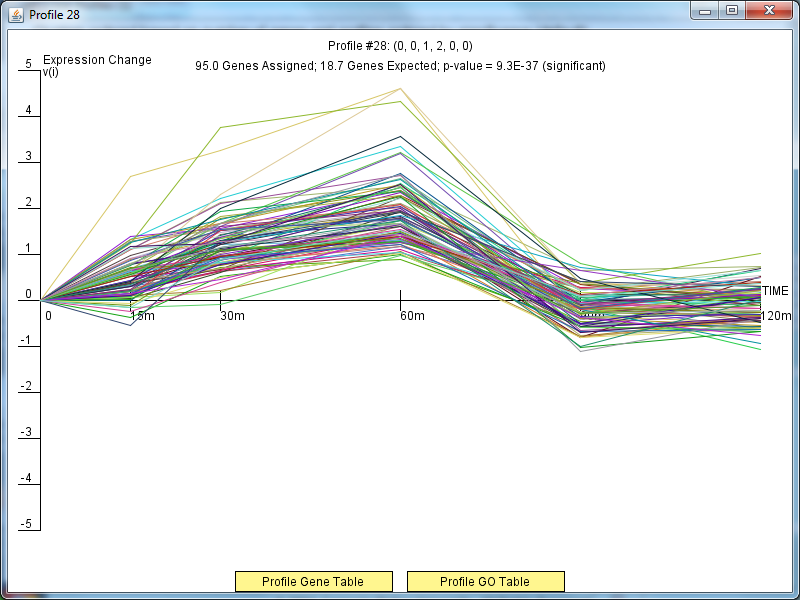 Profile 28
Profile #28: (0, 0, 1, 2, 0, 0)
Expression Change
v(i)
95.0 Genes Assigned; 18.7 Genes Expected; p-value = 9.3E-37 (significant)
5
4
3
2
1
0
-1
-2
-3
-4
-5
TIME
0 15m 30m 60m 120m
Profile Gene Table Profile GO Table